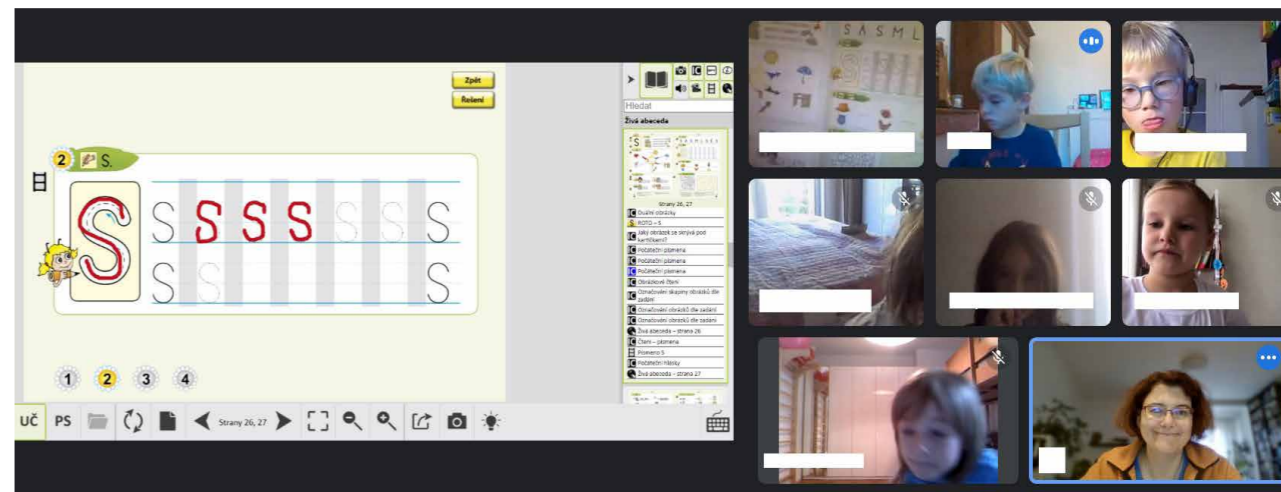 Zpět
Řešení
2 S.
S S S S S S S S
S S S
S
1 2 3 4
UČ PS Strany 26, 27
Hledat
Živá abeceda
Strany 26, 27
Duální obrázky
ROTO – S
Jaký obrázek se skrývá pod kartičkami?
Počáteční písmena
Počáteční písmena
Počáteční písmena
Obrázkové čtení
Označování skupiny obrázků dle
zadání
Označování obrázků dle zadání
Označování obrázků dle zadání
Živá abeceda – strana 26
Čtení – písmena
Písmeno S
Počáteční hlásky
Živá abeceda – strana 27
S A S M L